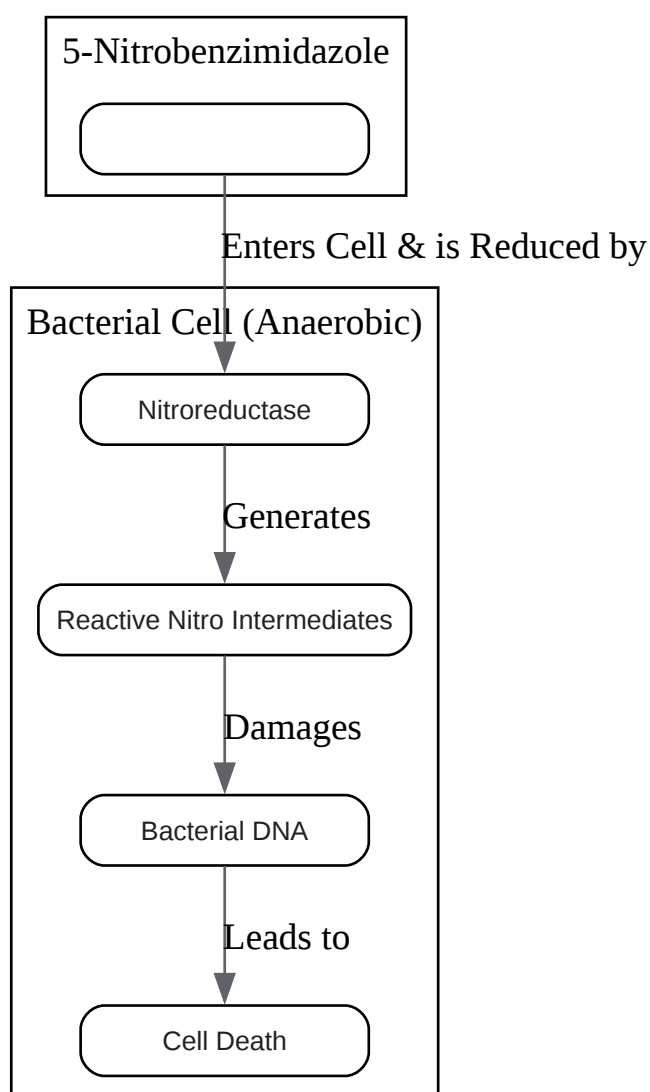 5-Nitrobenzimidazole
Enters Cell & is Reduced by
Bacterial Cell (Anaerobic)
Nitroreductase
Generates
Reactive Nitro Intermediates
Damages
Bacterial DNA
Leads to
Cell Death